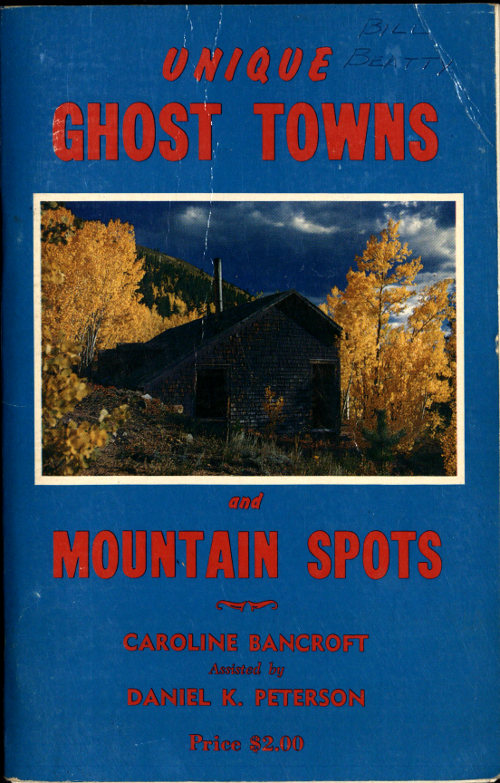 BILL
BEATTY
UNIQUE
GHOST TOWNS
and
MOUNTAIN SPOTS
CAROLINE BANCROFT
Assisted by
DANIEL K. PETERSON
Price $2.00